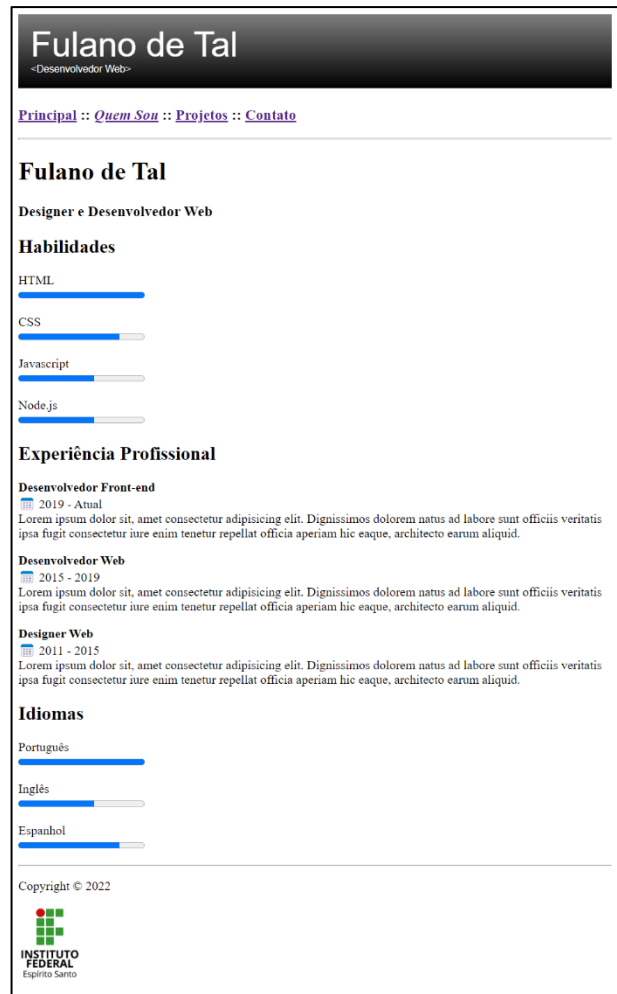 Fulano de Tal
<Desenvolvedor Web>
Principal :: Quem Sou :: Projetos :: Contato
Fulano de Tal
Designer e Desenvolvedor Web
Habilidades
HTML
CSS
Javascript
Node.js
Experiência Profissional
Desenvolvedor Front-end
2019 - Atual
Lorem ipsum dolor sit, amet consectetur adipisicing elit. Dignissimos dolorem natus ad labore sunt officiis veritatis
ipsa fugit consectetur iure enim tenetur repellat officia aperiam hic eaque, architecto earum aliquid.
Desenvolvedor Web
2015 - 2019
Lorem ipsum dolor sit, amet consectetur adipisicing elit. Dignissimos dolorem natus ad labore sunt officiis veritatis
ipsa fugit consectetur iure enim tenetur repellat officia aperiam hic eaque, architecto earum aliquid.
Designer Web
2011 - 2015
Lorem ipsum dolor sit, amet consectetur adipisicing elit. Dignissimos dolorem natus ad labore sunt officiis veritatis
ipsa fugit consectetur iure enim tenetur repellat officia aperiam hic eaque, architecto earum aliquid.
Idiomas
Português
Inglês
Espanhol
Copyright © 2022
INSTITUTO
FEDERAL
Espírito Santo